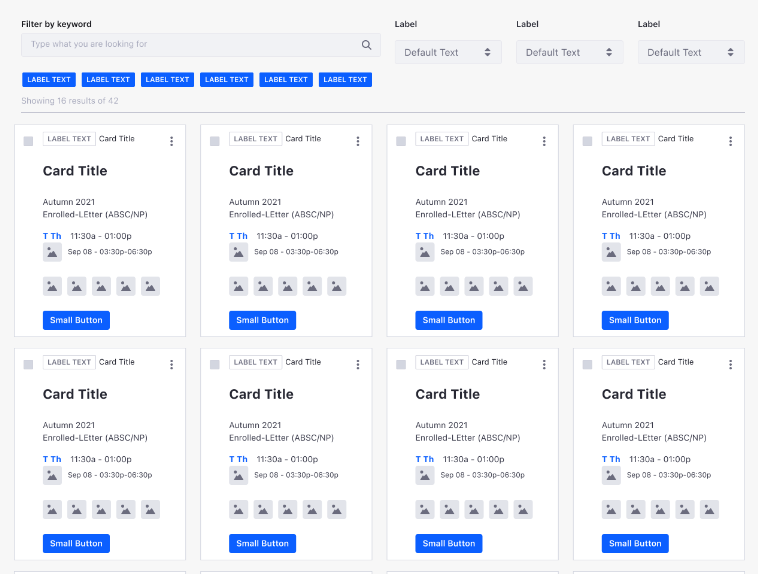 Filter by keyword
Label
Label
Label
Type what you are looking for
Default Text
Default Text
Default Text
LABEL TEXT
LABEL TEXT
LABEL TEXT
LABEL TEXT
LABEL TEXT
LABEL TEXT
Showing 16 results of 42
LABEL TEXT Card Title
Card Title
Autumn 2021
Enrolled-LEtter (ABSC/NP)
T Th 11:30a - 01:00p
Sep 08 - 03:30p-06:30p
Small Button
LABEL TEXT Card Title
Card Title
Autumn 2021
Enrolled-LEtter (ABSC/NP)
T Th 11:30a - 01:00p
Sep 08 - 03:30p-06:30p
Small Button
LABEL TEXT Card Title
Card Title
Autumn 2021
Enrolled-LEtter (ABSC/NP)
T Th 11:30a - 01:00p
Sep 08 - 03:30p-06:30p
Small Button
LABEL TEXT Card Title
Card Title
Autumn 2021
Enrolled-LEtter (ABSC/NP)
T Th 11:30a - 01:00p
Sep 08 - 03:30p-06:30p
Small Button
LABEL TEXT Card Title
Card Title
Autumn 2021
Enrolled-LEtter (ABSC/NP)
T Th 11:30a - 01:00p
Sep 08 - 03:30p-06:30p
Small Button
LABEL TEXT Card Title
Card Title
Autumn 2021
Enrolled-LEtter (ABSC/NP)
T Th 11:30a - 01:00p
Sep 08 - 03:30p-06:30p
Small Button
LABEL TEXT Card Title
Card Title
Autumn 2021
Enrolled-LEtter (ABSC/NP)
T Th 11:30a - 01:00p
Sep 08 - 03:30p-06:30p
Small Button
LABEL TEXT Card Title
Card Title
Autumn 2021
Enrolled-LEtter (ABSC/NP)
T Th 11:30a - 01:00p
Sep 08 - 03:30p-06:30p
Small Button